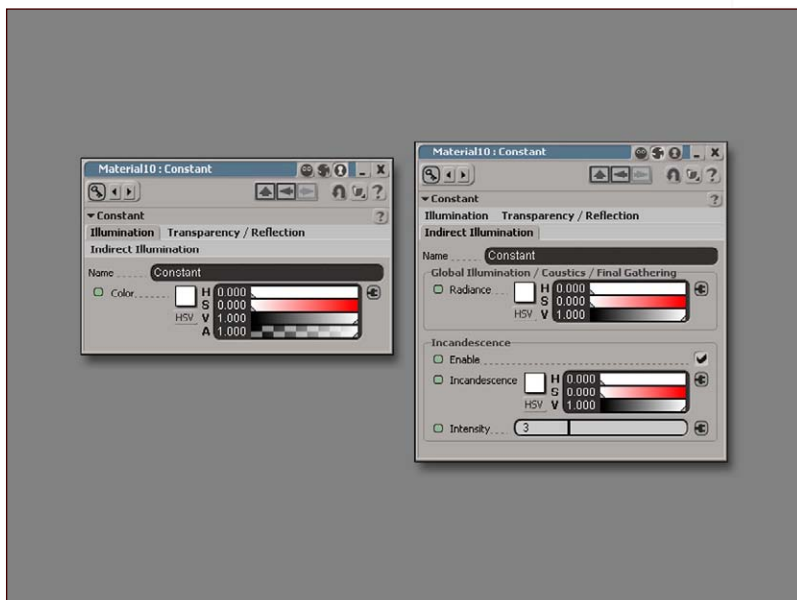 Material10 : Constant
Constant
Illumination Transparency / Reflection
Indirect Illumination
Name Constant
Color H 0.000
S 0.000
HSV V 1.000
A 1.000
Material10 : Constant
Constant
Illumination Transparency / Reflection
Indirect Illumination
Name Constant
Global Illumination / Caustics / Final Gathering
Radiance H 0.000
S 0.000
HSV V 1.000
Incandescence
Enable
Incandescence H 0.000
S 0.000
HSV V 1.000
Intensity 3